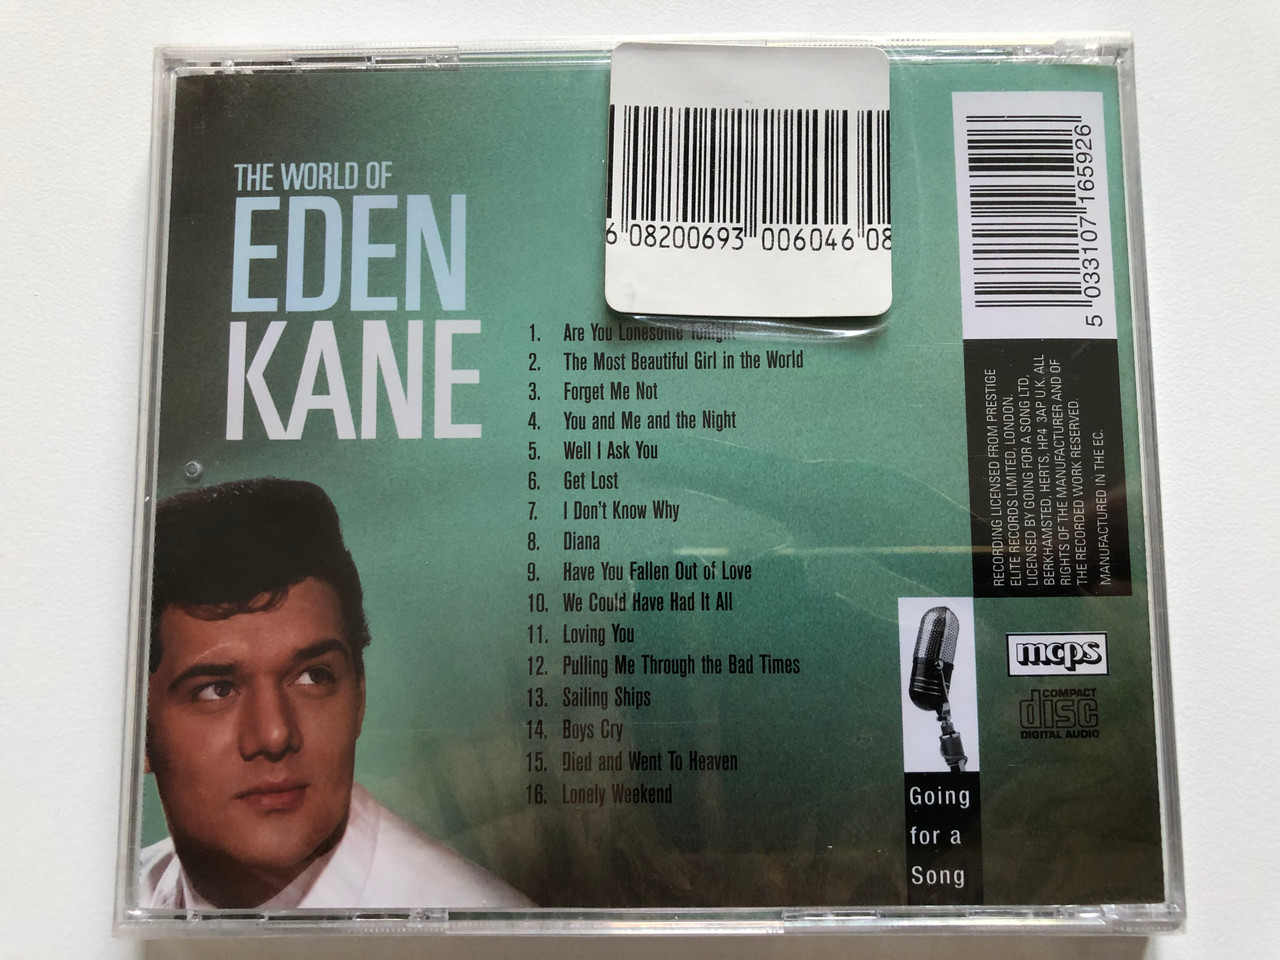 THE WORLD OF
EDEN
KANE
6 08200693 006046 08
1. Are You Lonesome Tonight
2. The Most Beautiful Girl in the World
3. Forget Me Not
4. You and Me and the Night
5. Well I Ask You
6. Get Lost
7. I Don't Know Why
8. Diana
9. Have You Fallen Out of Love
10. We Could Have Had It All
11. Loving You
12. Pulling Me Through the Bad Times
13. Sailing Ships
14. Boys Cry
15. Died and Went To Heaven
16. Lonely Weekend
5 033107 165926
RECORDING LICENSED FROM PRESTIGE
ELITE RECORDS LIMITED, LONDON.
LICENSED BY GOING FOR A SONG LTD,
BERKHAMSTED, HERTS, HP4 3AP U.K. ALL
RIGHTS OF THE MANUFACTURER AND OF
THE RECORDED WORK RESERVED.
MANUFACTURED IN THE EC.
mcps
COMPACT
disc
DIGITAL AUDIO
Going
for a
Song